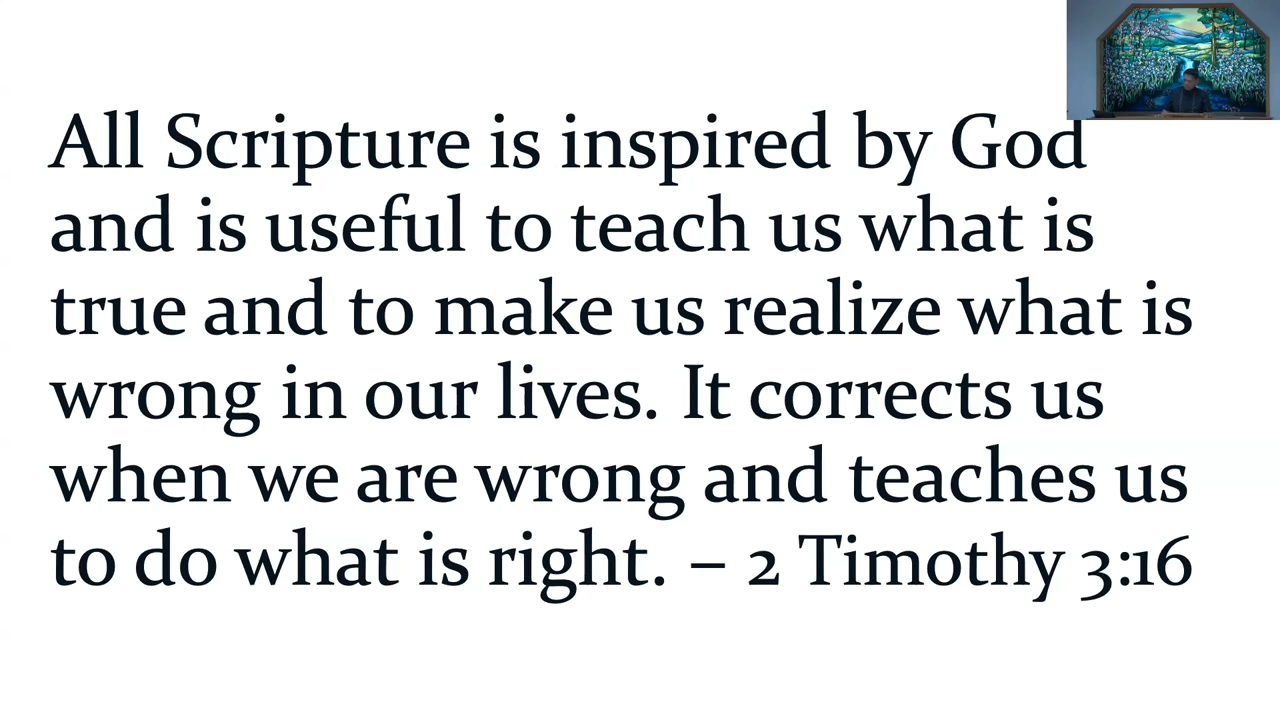 All Scripture is inspired by God
and is useful to teach us what is
true and to make us realize what is
wrong in our lives. It corrects us
when we are wrong and teaches us
to do what is right. – 2 Timothy 3:16